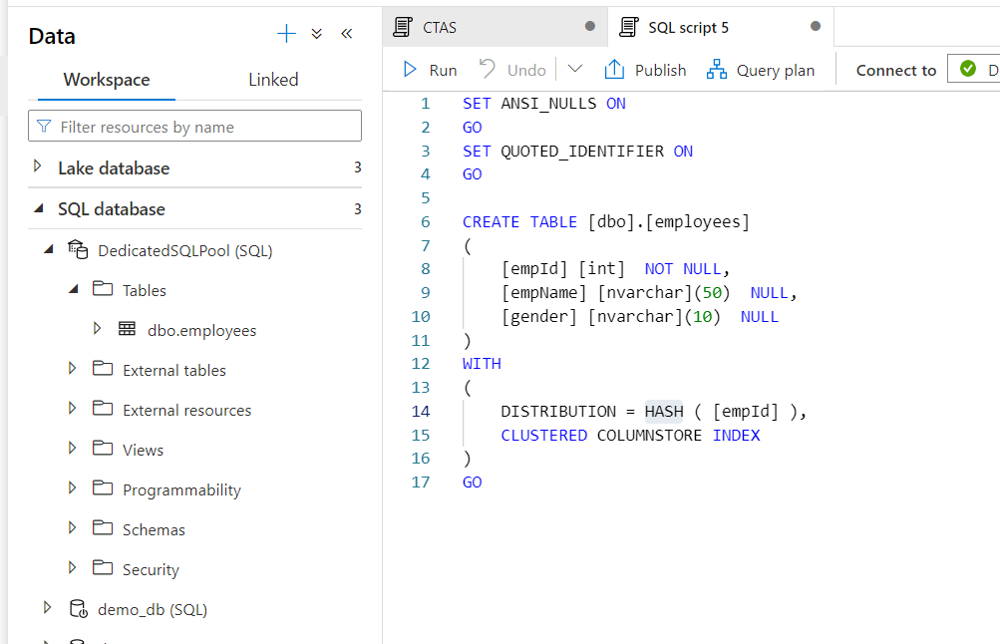 Data
Workspace Linked
Filter resources by name
Lake database 3
SQL database 3
DedicatedSQLPool (SQL)
Tables
dbo.employees
External tables
External resources
Views
Programmability
Schemas
Security
demo_db (SQL)
CTAS SQL script 5
Run Undo Publish Query plan Connect to D
1 SET ANSI_NULLS ON
2 GO
3 SET QUOTED_IDENTIFIER ON
4 GO
5
6 CREATE TABLE [dbo].[employees]
7 (
8 [empId] [int]  NOT NULL,
9 [empName] [nvarchar](50)  NULL,
10 [gender] [nvarchar](10)  NULL
11 )
12 WITH
13 (
14 DISTRIBUTION = HASH ( [empId] ),
15 CLUSTERED COLUMNSTORE INDEX
16 )
17 GO